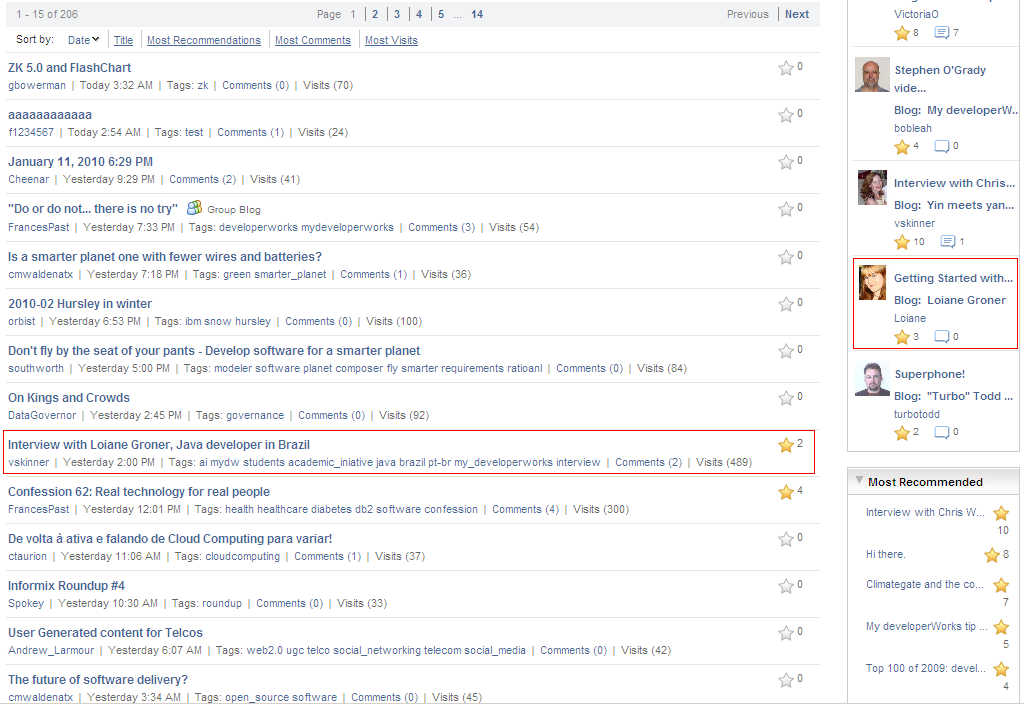 1 - 15 of 206 Page 1 | 2 | 3 | 4 | 5 ... 14 Previous | Next
Sort by: Date Title Most Recommendations Most Comments Most Visits
ZK 5.0 and FlashChart 0
gbowerman | Today 3:32 AM | Tags: zk | Comments (0) | Visits (70)
aaaaaaaaaaaa 0
f1234567 | Today 2:54 AM | Tags: test | Comments (1) | Visits (24)
January 11, 2010 6:29 PM 0
Cheenar | Yesterday 9:29 PM | Comments (2) | Visits (41)
"Do or do not... there is no try" Group Blog 0
FrancesPast | Yesterday 7:33 PM | Tags: developerworks mydeveloperworks | Comments (3) | Visits (54)
Is a smarter planet one with fewer wires and batteries? 0
cmwaldenatx | Yesterday 7:18 PM | Tags: green smarter_planet | Comments (1) | Visits (36)
2010-02 Hursley in winter 0
orbist | Yesterday 6:53 PM | Tags: ibm snow hursley | Comments (0) | Visits (100)
Don't fly by the seat of your pants - Develop software for a smarter planet 0
southworth | Yesterday 5:00 PM | Tags: modeler software planet composer fly smarter requirements ratioanl | Comments (0) | Visits (84)
On Kings and Crowds 0
DataGovernor | Yesterday 2:45 PM | Tags: governance | Comments (0) | Visits (92)
Interview with Loiane Groner, Java developer in Brazil 2
vskinner | Yesterday 2:00 PM | Tags: ai mydw students academic_iniative java brazil pt-br my_developerworks interview | Comments (2) | Visits (489)
Confession 62: Real technology for real people 4
FrancesPast | Yesterday 12:01 PM | Tags: health healthcare diabetes db2 software confession | Comments (4) | Visits (300)
De volta à ativa e falando de Cloud Computing para variar! 0
ctaurion | Yesterday 11:06 AM | Tags: cloudcomputing | Comments (1) | Visits (37)
Informix Roundup #4 0
Spokey | Yesterday 10:30 AM | Tags: roundup | Comments (0) | Visits (33)
User Generated content for Telcos 0
Andrew_Larmour | Yesterday 6:07 AM | Tags: web2.0 ugc telco social_networking telecom social_media | Comments (0) | Visits (42)
The future of software delivery? 0
cmwaldenatx | Yesterday 3:34 AM | Tags: open_source software | Comments (0) | Visits (45)
VictoriaO
8 7
Stephen O'Grady
vide...
Blog: My developerW..
bobleah
4 0
Interview with Chris...
Blog: Yin meets yan...
vskinner
10 1
Getting Started with...
Blog: Loiane Groner
Loiane
3 0
Superphone!
Blog: "Turbo" Todd ...
turbotodd
2 0
Most Recommended
Interview with Chris W...
10
Hi there. 8
Climategate and the co...
7
My developerWorks tip ...
5
Top 100 of 2009: devel...
4